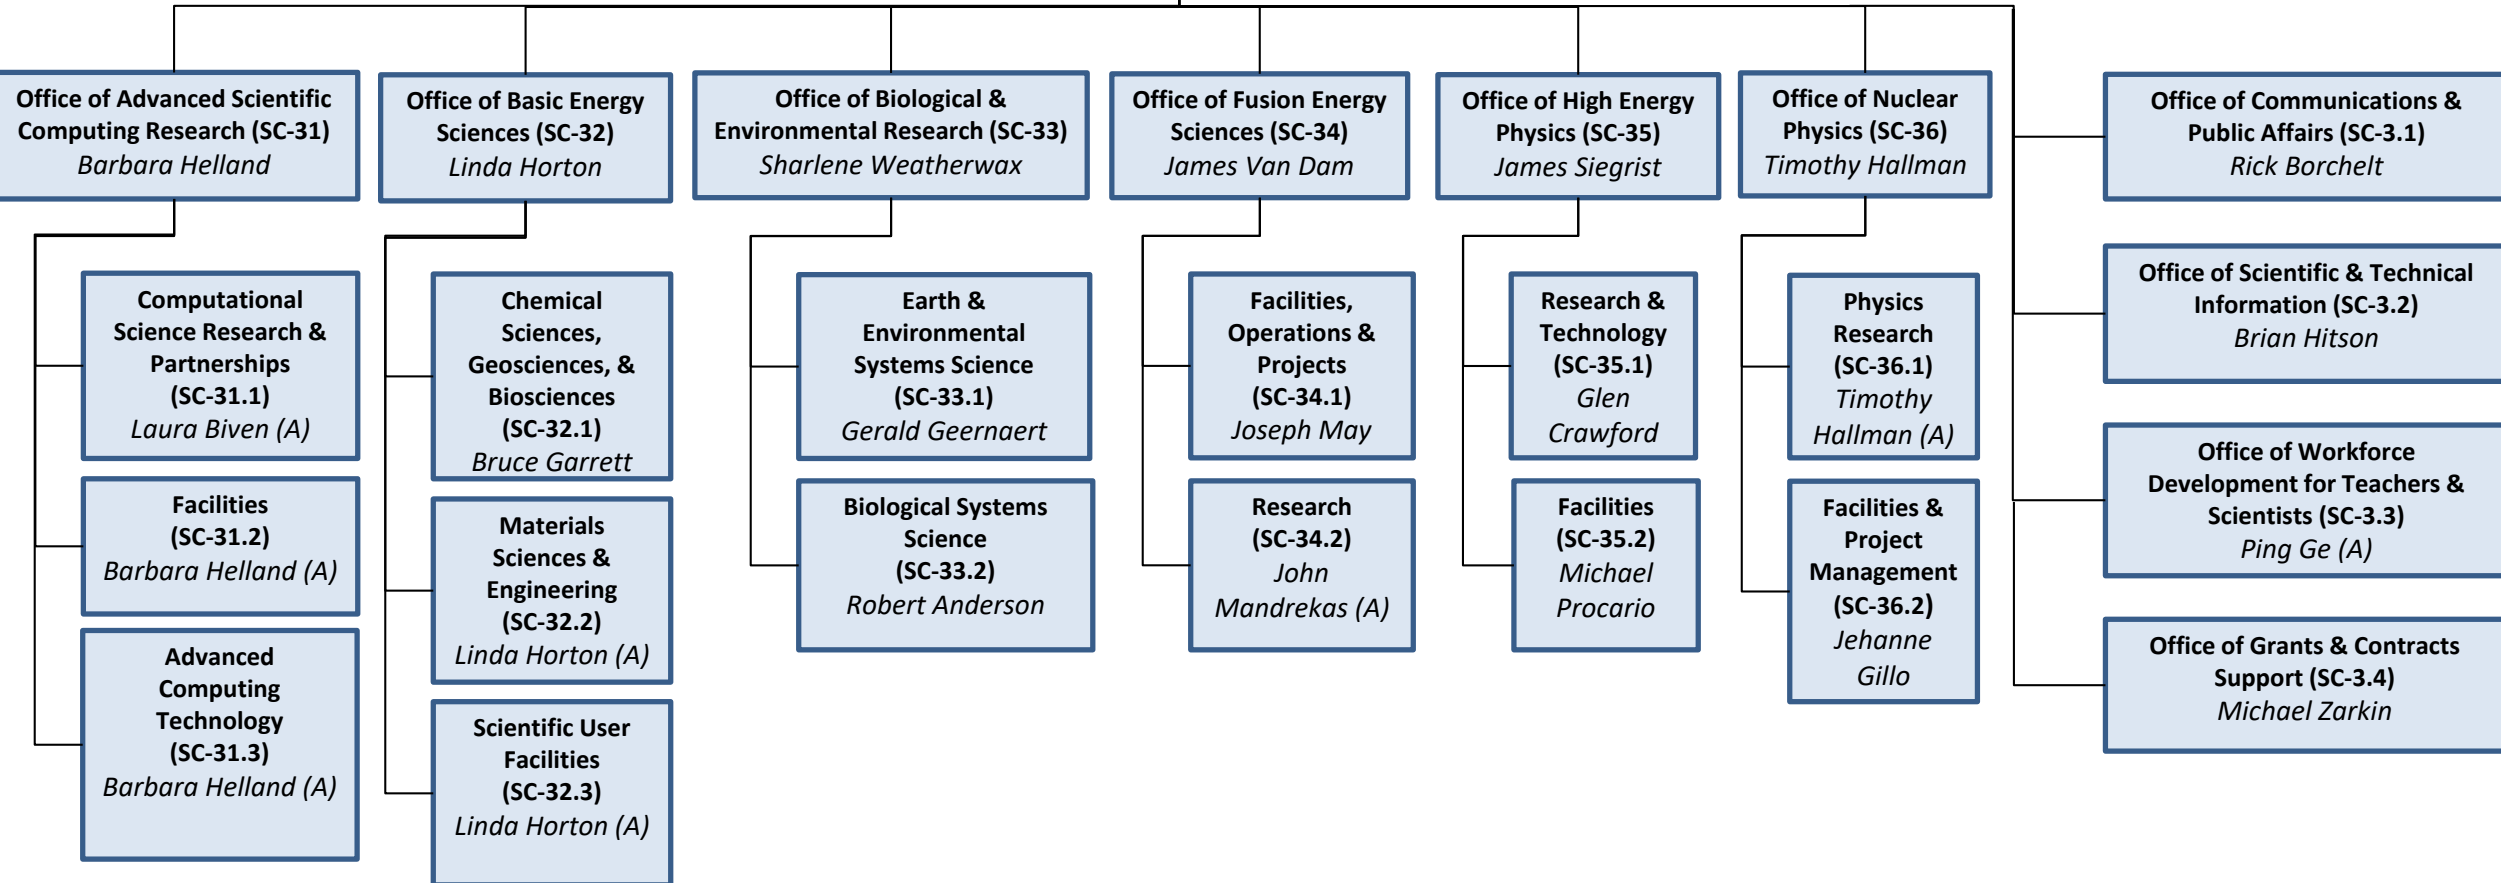 Office of Advanced Scientific
Computing Research (SC-31)
Barbara Helland
Office of Basic Energy
Sciences (SC-32)
Linda Horton
Office of Biological &
Environmental Research (SC-33)
Sharlene Weatherwax
Office of Fusion Energy
Sciences (SC-34)
James Van Dam
Office of High Energy
Physics (SC-35)
James Siegrist
Office of Nuclear
Physics (SC-36)
Timothy Hallman
Office of Communications &
Public Affairs (SC-3.1)
Rick Borchelt
Computational
Science Research &
Partnerships
(SC-31.1)
Laura Biven (A)
Facilities
(SC-31.2)
Barbara Helland (A)
Advanced
Computing
Technology
(SC-31.3)
Barbara Helland (A)
Chemical
Sciences,
Geosciences, &
Biosciences
(SC-32.1)
Bruce Garrett
Materials
Sciences &
Engineering
(SC-32.2)
Linda Horton (A)
Scientific User
Facilities
(SC-32.3)
Linda Horton (A)
Earth &
Environmental
Systems Science
(SC-33.1)
Gerald Geernaert
Biological Systems
Science
(SC-33.2)
Robert Anderson
Facilities,
Operations &
Projects
(SC-34.1)
Joseph May
Research
(SC-34.2)
John
Mandrekas (A)
Research &
Technology
(SC-35.1)
Glen
Crawford
Facilities
(SC-35.2)
Michael
Procario
Physics
Research
(SC-36.1)
Timothy
Hallman (A)
Facilities &
Project
Management
(SC-36.2)
Jehanne
Gillo
Office of Scientific & Technical
Information (SC-3.2)
Brian Hitson
Office of Workforce
Development for Teachers &
Scientists (SC-3.3)
Ping Ge (A)
Office of Grants & Contracts
Support (SC-3.4)
Michael Zarkin